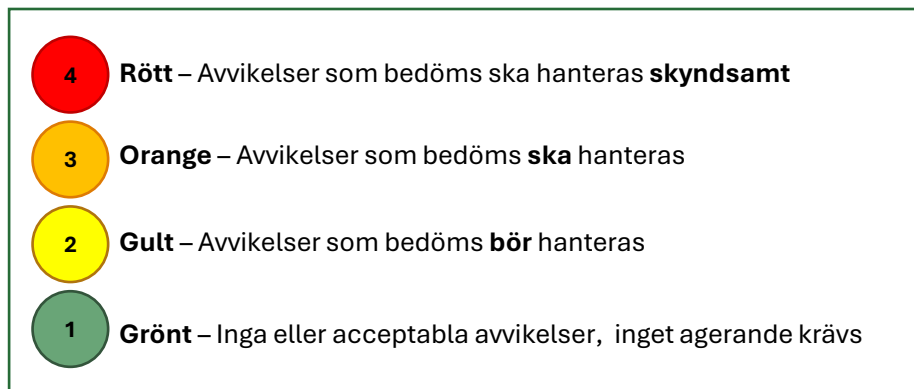 4 Rött – Avvikelser som bedöms ska hanteras skyndsamt
3 Orange – Avvikelser som bedöms ska hanteras
2 Gult – Avvikelser som bedöms bör hanteras
1 Grönt – Inga eller acceptabla avvikelser, inget agerande krävs